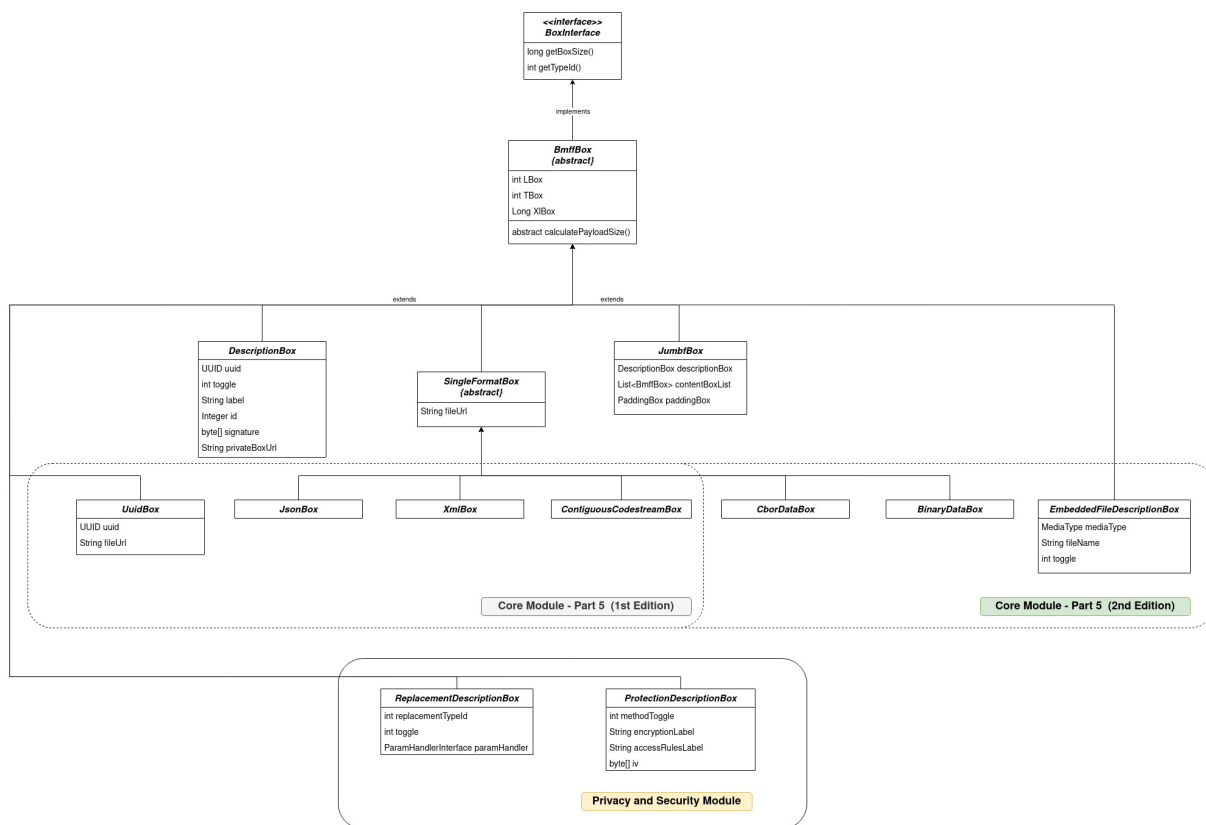 <<interface>>
BoxInterface
long getBoxSize()
int getTypeId()
implements
BmffBox
{abstract}
int LBox
int TBox
Long XlBox
abstract calculatePayloadSize()
extends
extends
DescriptionBox
UUID uuid
int toggle
String label
Integer id
byte[] signature
String privateBoxUrl
SingleFormatBox
{abstract}
String fileUrl
JumbfBox
DescriptionBox descriptionBox
List<BmffBox> contentBoxList
PaddingBox paddingBox
UuidBox
UUID uuid
String fileUrl
JsonBox
XmlBox
ContiguousCodestreamBox
CborDataBox
BinaryDataBox
EmbeddedFileDescriptionBox
MediaType mediaType
String fileName
int toggle
Core Module - Part 5 (1st Edition)
Core Module - Part 5 (2nd Edition)
ReplacementDescriptionBox
int replacementTypeId
int toggle
ParamHandlerInterface paramHandler
ProtectionDescriptionBox
int methodToggle
String encryptionLabel
String accessRulesLabel
byte[] iv
Privacy and Security Module